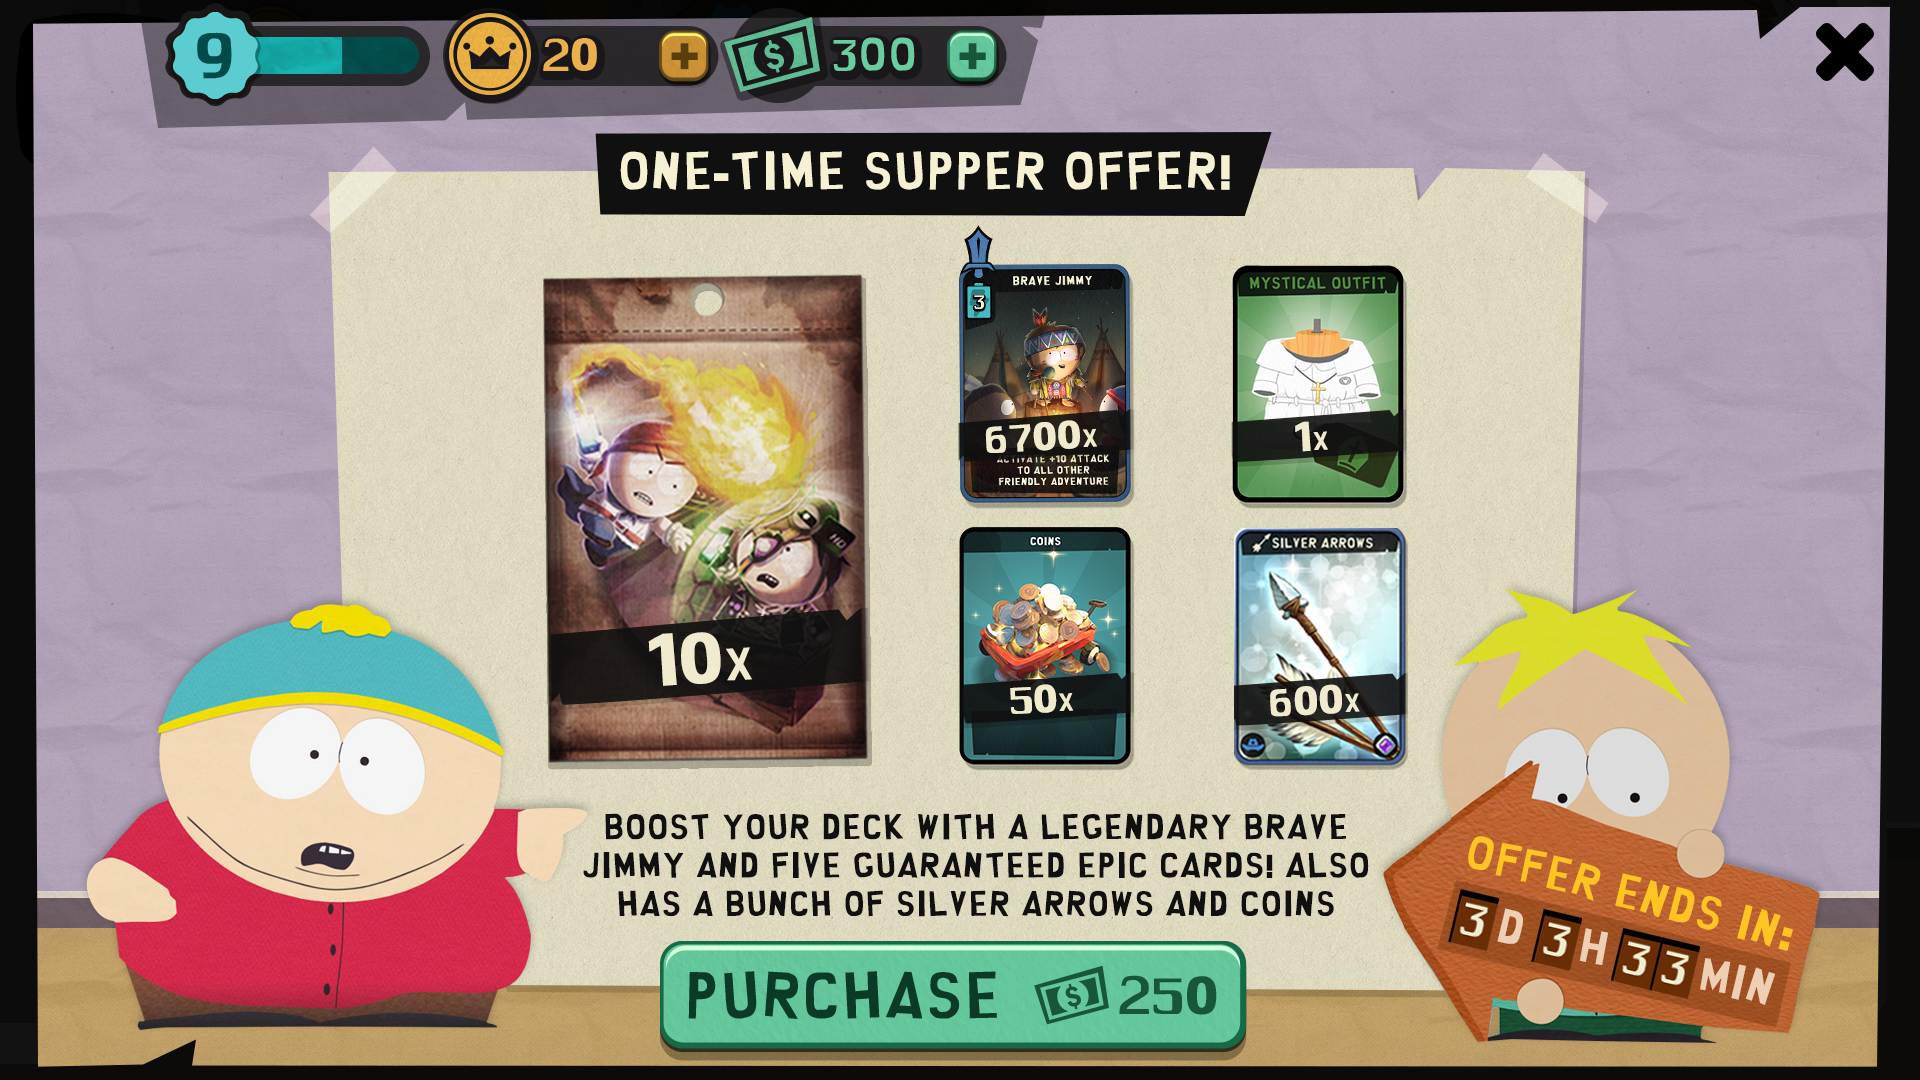 9
20
300
ONE-TIME SUPPER OFFER!
BRAVE JIMMY
3
6700x
ACTIVATE +10 ATTACK
TO ALL OTHER
FRIENDLY ADVENTURE
MYSTICAL OUTFIT
1x
HD
10x
COINS
50x
SILVER ARROWS
600x
BOOST YOUR DECK WITH A LEGENDARY BRAVE
JIMMY AND FIVE GUARANTEED EPIC CARDS! ALSO
HAS A BUNCH OF SILVER ARROWS AND COINS
PURCHASE $ 250
OFFER ENDS IN:
3D 3H 33MIN